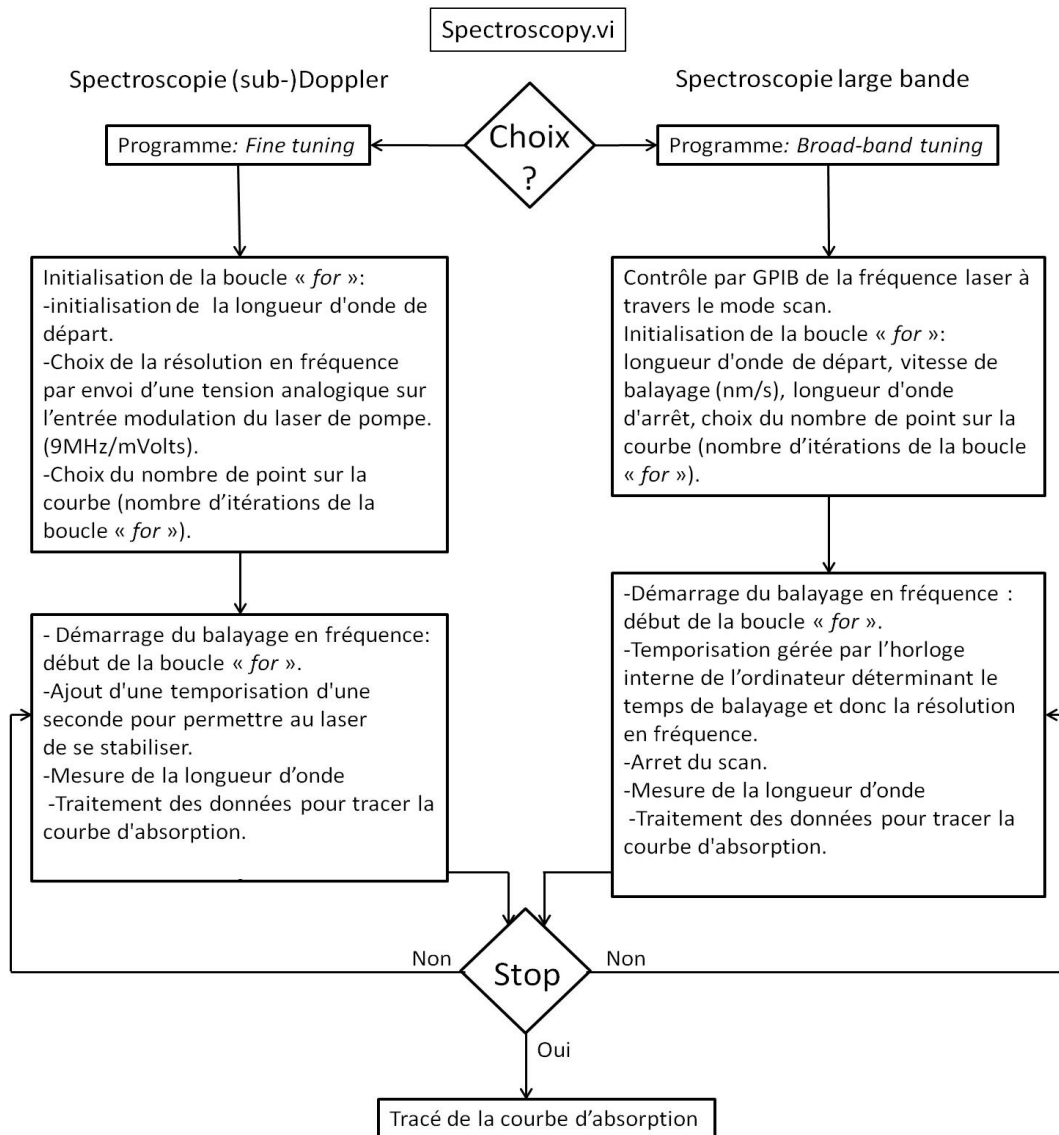 Spectroscopy.vi
Spectroscopie (sub-)Doppler
Spectroscopie large bande
Programme: Fine tuning
Choix
?
Programme: Broad-band tuning
Initialisation de la boucle « for »:
-initialisation de la longueur d'onde de
départ.
-Choix de la résolution en fréquence
par envoi d’une tension analogique sur
l’entrée modulation du laser de pompe.
(9MHz/mVolts).
-Choix du nombre de point sur la
courbe (nombre d’itérations de la
boucle « for »).
Contrôle par GPIB de la fréquence laser à
travers le mode scan.
Initialisation de la boucle « for »:
longueur d'onde de départ, vitesse de
balayage (nm/s), longueur d'onde
d'arrêt, choix du nombre de point sur la
courbe (nombre d’itérations de la boucle
« for »).
- Démarrage du balayage en fréquence:
début de la boucle « for ».
-Ajout d'une temporisation d'une
seconde pour permettre au laser
de se stabiliser.
-Mesure de la longueur d’onde
-Traitement des données pour tracer la
courbe d'absorption.
-Démarrage du balayage en fréquence :
début de la boucle « for ».
-Temporisation gérée par l’horloge
interne de l’ordinateur déterminant le
temps de balayage et donc la résolution
en fréquence.
-Arret du scan.
-Mesure de la longueur d’onde
-Traitement des données pour tracer la
courbe d'absorption.
Non
Stop
Non
Oui
Tracé de la courbe d’absorption